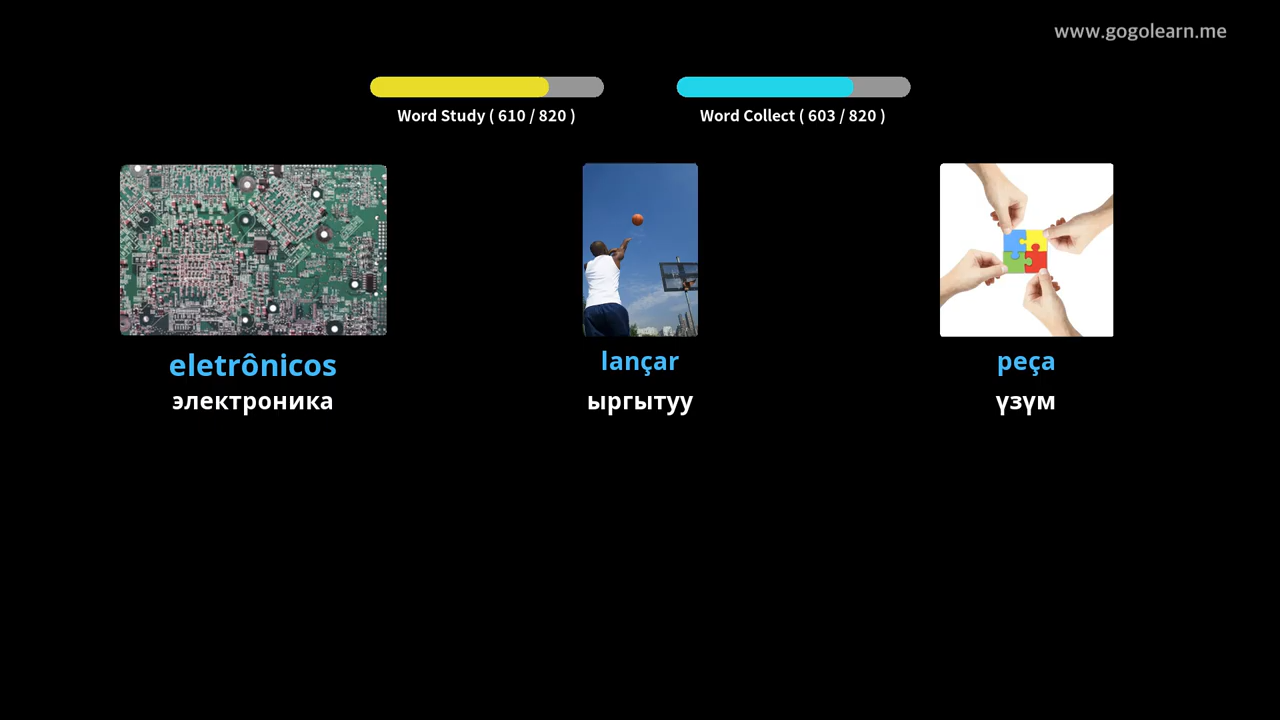 www.gogolearn.me
Word Study ( 610 / 820 )
Word Collect ( 603 / 820 )
eletrônicos
электроника
lançar
ыргытуу
peça
үзүм